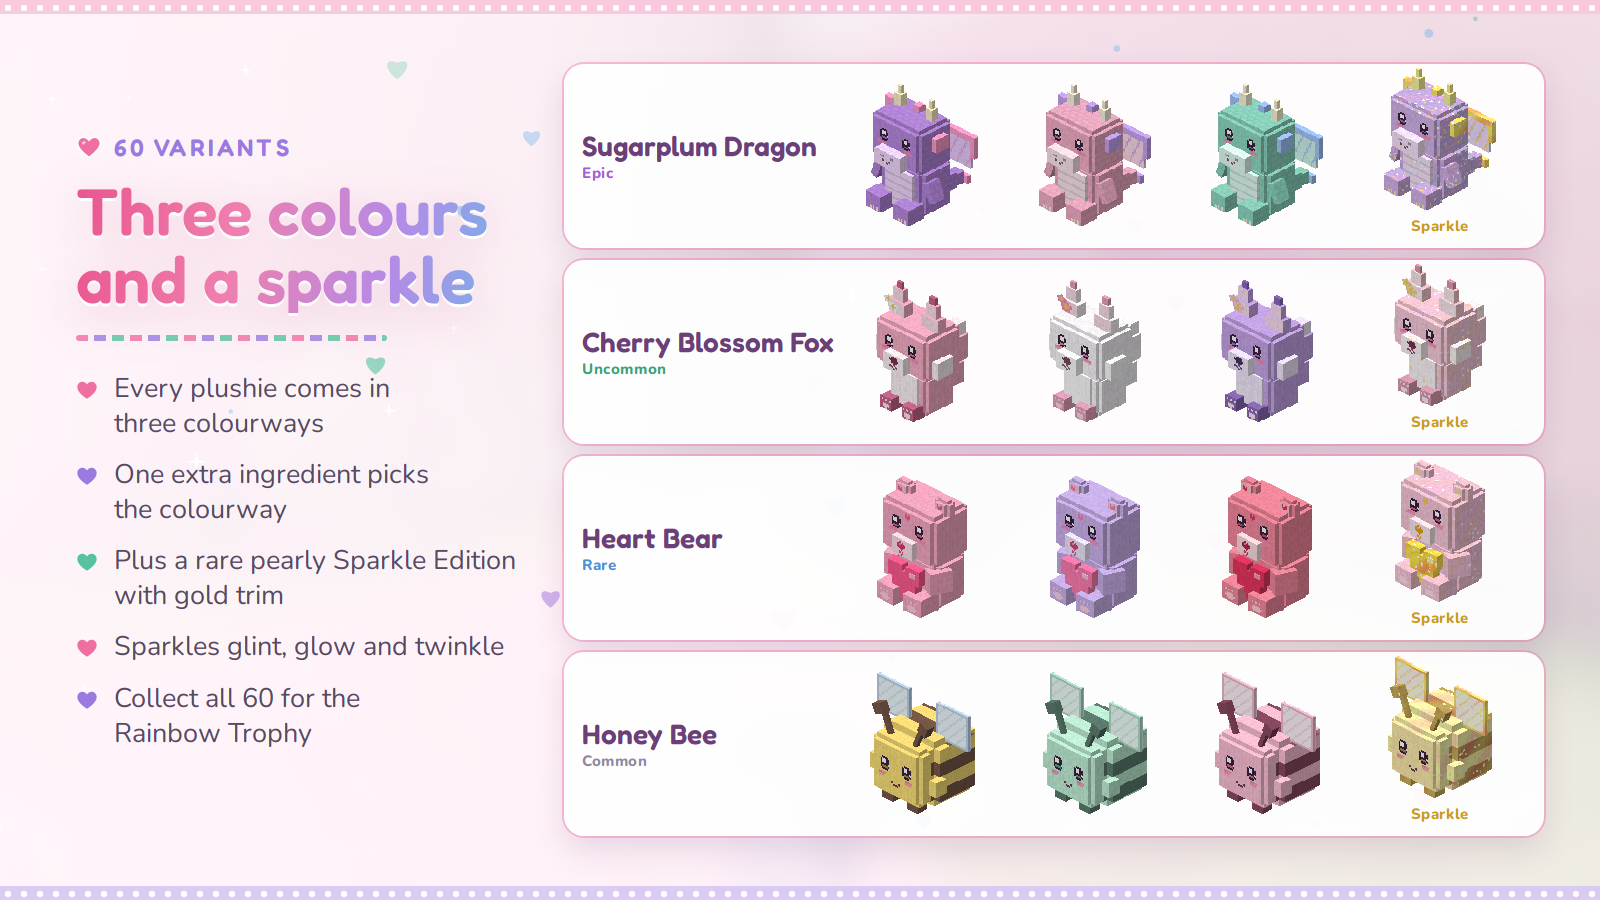 60 VARIANTS
Three colours
and a sparkle
Every plushie comes in
three colourways
One extra ingredient picks
the colourway
Plus a rare pearly Sparkle Edition
with gold trim
Sparkles glint, glow and twinkle
Collect all 60 for the
Rainbow Trophy
Sugarplum Dragon
Epic
Sparkle
Cherry Blossom Fox
Uncommon
Sparkle
Heart Bear
Rare
Sparkle
Honey Bee
Common
Sparkle